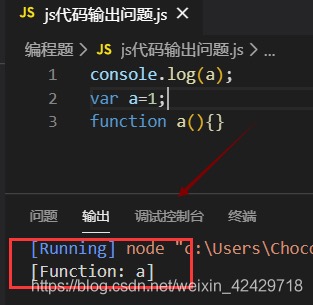 JS js代码输出问题.js ×
编程题 > JS js代码输出问题.js > ...
1 console.log(a);
2 var a=1;
3 function a(){}
问题 输出 调试控制台 终端
[Running] node "c:\Users\Choco
[Function: a]
https://blog.csdn.net/weixin_42429718